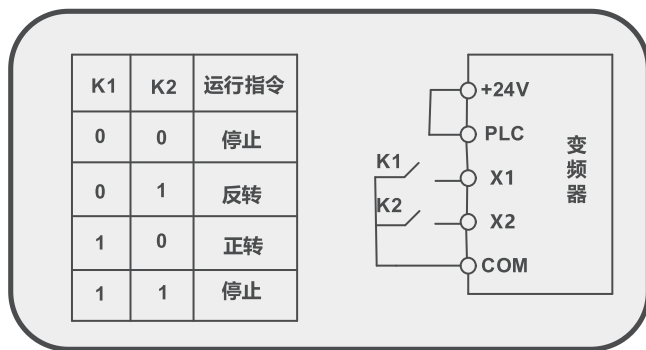 K1 K2 运行指令
0 0 停止
0 1 反转
1 0 正转
1 1 停止
+24V
PLC
K1
X1
K2
X2
COM
变频器